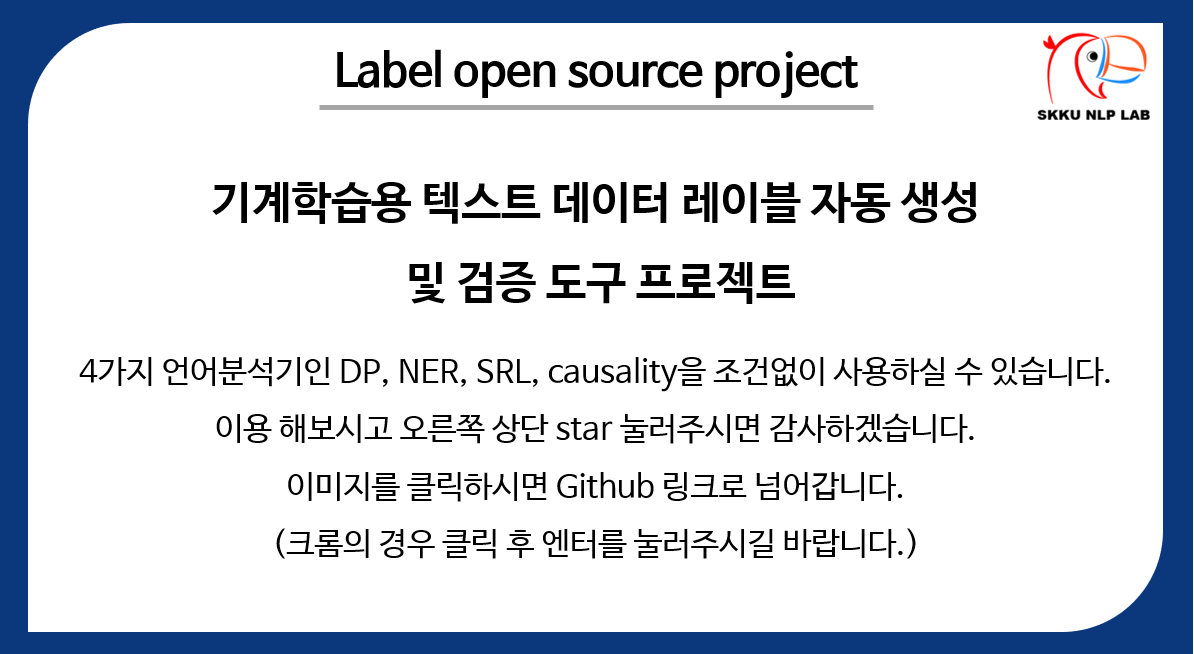 Label open source project
SKKU NLP LAB
기계학습용 텍스트 데이터 레이블 자동 생성
및 검증 도구 프로젝트
4가지 언어분석기인 DP, NER, SRL, causality을 조건없이 사용하실 수 있습니다.
이용 해보시고 오른쪽 상단 star 눌러주시면 감사하겠습니다.
이미지를 클릭하시면 Github 링크로 넘어갑니다.
(크롬의 경우 클릭 후 엔터를 눌러주시길 바랍니다.)